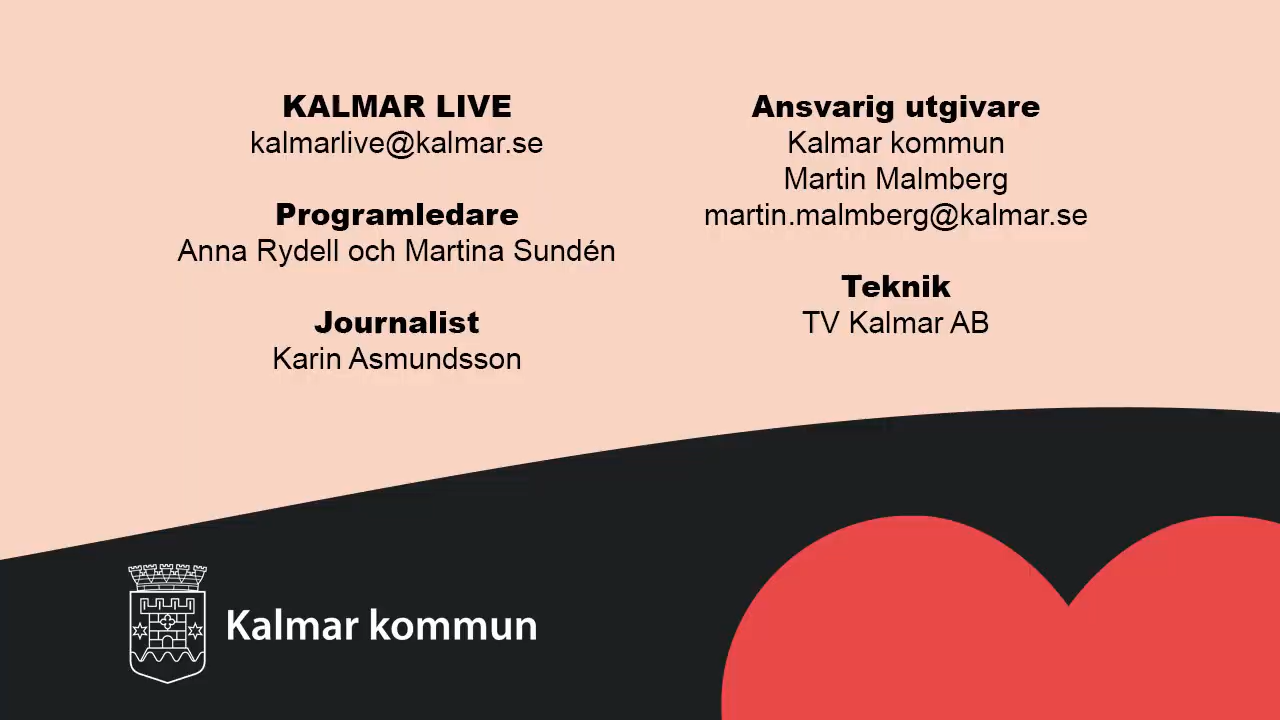 KALMAR LIVE
kalmarlive@kalmar.se
Programledare
Anna Rydell och Martina Sundén
Journalist
Karin Asmundsson
Ansvarig utgivare
Kalmar kommun
Martin Malmberg
martin.malmberg@kalmar.se
Teknik
TV Kalmar AB
Kalmar kommun